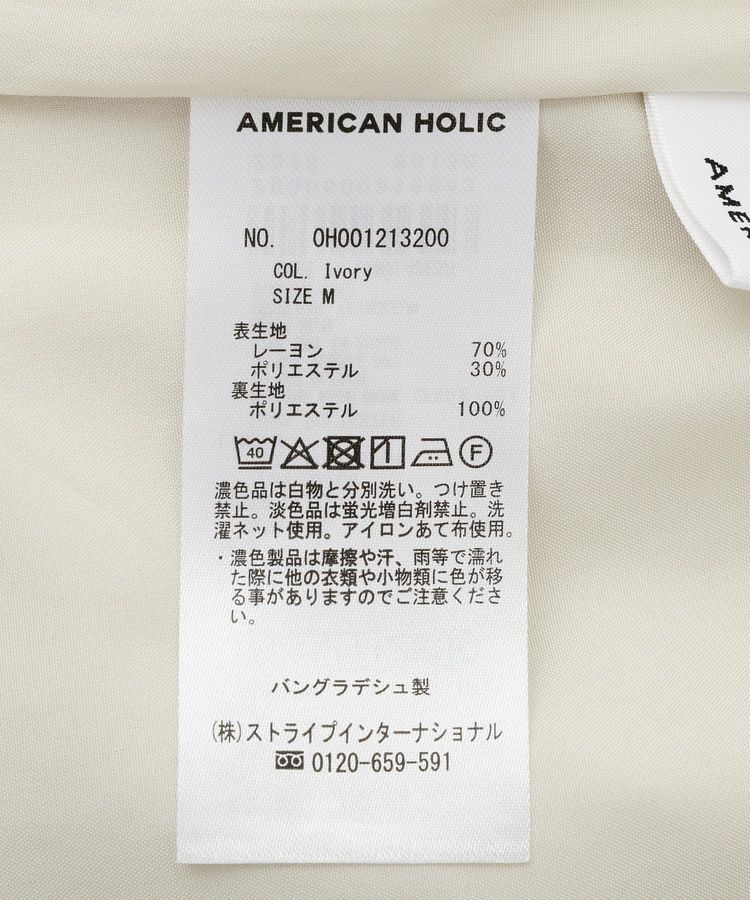 AMERICAN HOLIC
NO. 0H001213200
COL. Ivory
SIZE M
表生地
レーヨン 70%
ポリエステル 30%
裏生地
ポリエステル 100%
40 F
濃色品は白物と分別洗い。つけ置き
禁止。淡色品は蛍光増白剤禁止。洗
濯ネット使用。アイロンあて布使用。
・濃色製品は摩擦や汗、雨等で濡れ
た際に他の衣類や小物類に色が移
る事がありますのでご注意くださ
い。
バングラデシュ製
(株)ストライプインターナショナル
0120-659-591